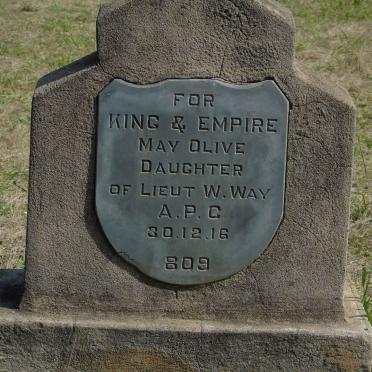 FOR
KING & EMPIRE
MAY OLIVE
DAUGHTER
OF LIEUT W. WAY
A.P.C
30.12.16
809